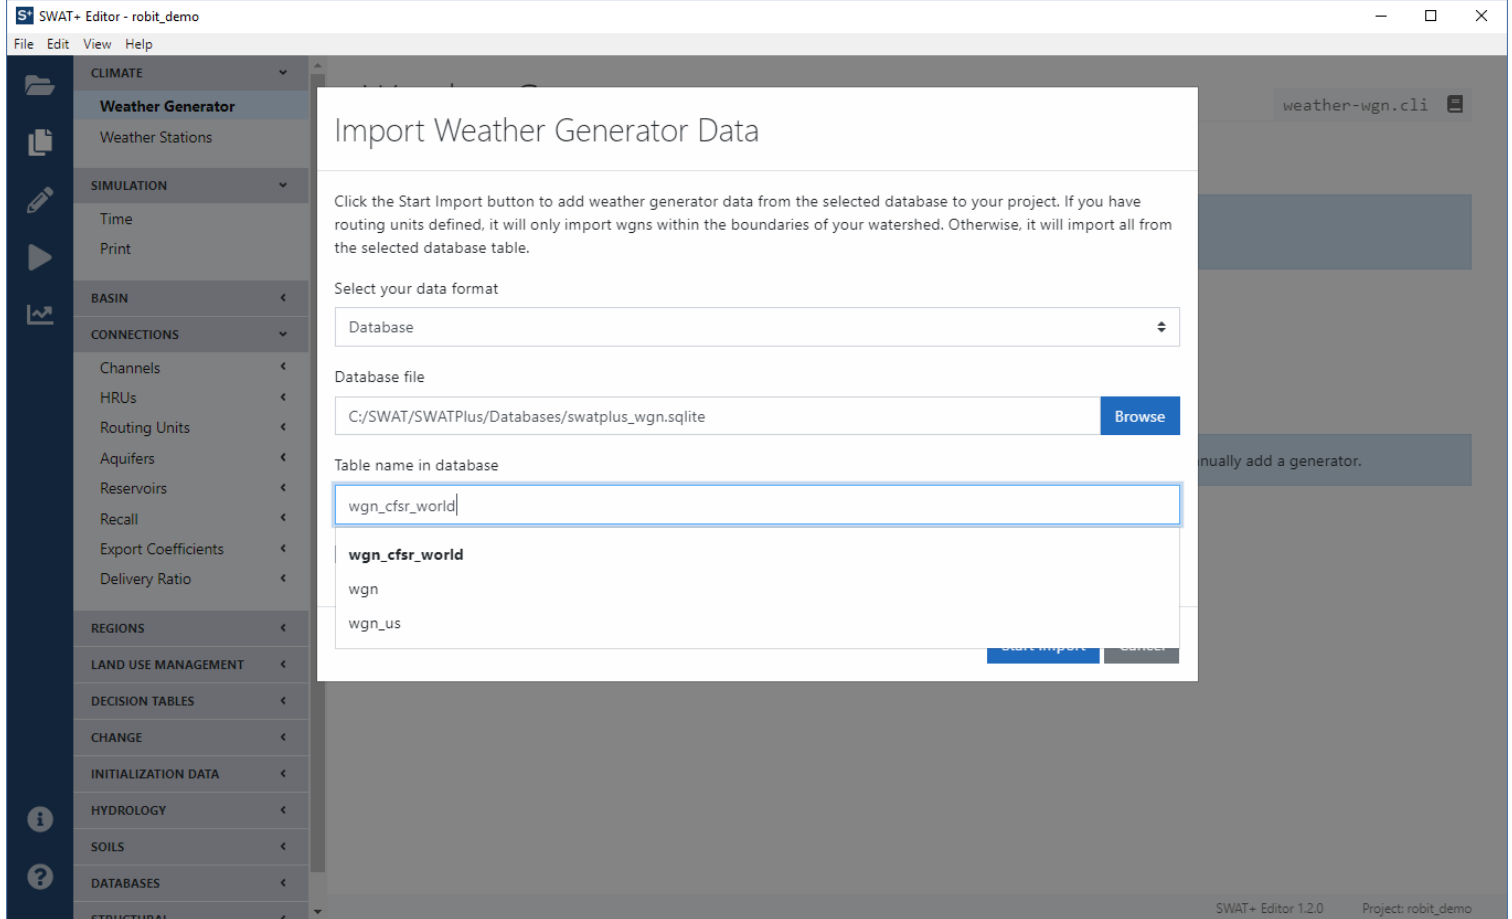 S+ SWAT+ Editor - robit_demo
File Edit View Help
CLIMATE
Weather Generator
Weather Stations
SIMULATION
Time
Print
BASIN
CONNECTIONS
Channels
HRUs
Routing Units
Aquifers
Reservoirs
Recall
Export Coefficients
Delivery Ratio
REGIONS
LAND USE MANAGEMENT
DECISION TABLES
CHANGE
INITIALIZATION DATA
HYDROLOGY
SOILS
DATABASES
STRUCTURAL
weather-wgn.cli
Import Weather Generator Data
Click the Start Import button to add weather generator data from the selected database to your project. If you have
routing units defined, it will only import wgns within the boundaries of your watershed. Otherwise, it will import all from
the selected database table.
Select your data format
Database
Database file
C:/SWAT/SWATPlus/Databases/swatplus_wgn.sqlite
Browse
Table name in database
wgn_cfsr_world
wgn_cfsr_world
wgn
wgn_us
Start Import
Cancel
nually add a generator.
SWAT+ Editor 1.2.0
Project: robit_demo